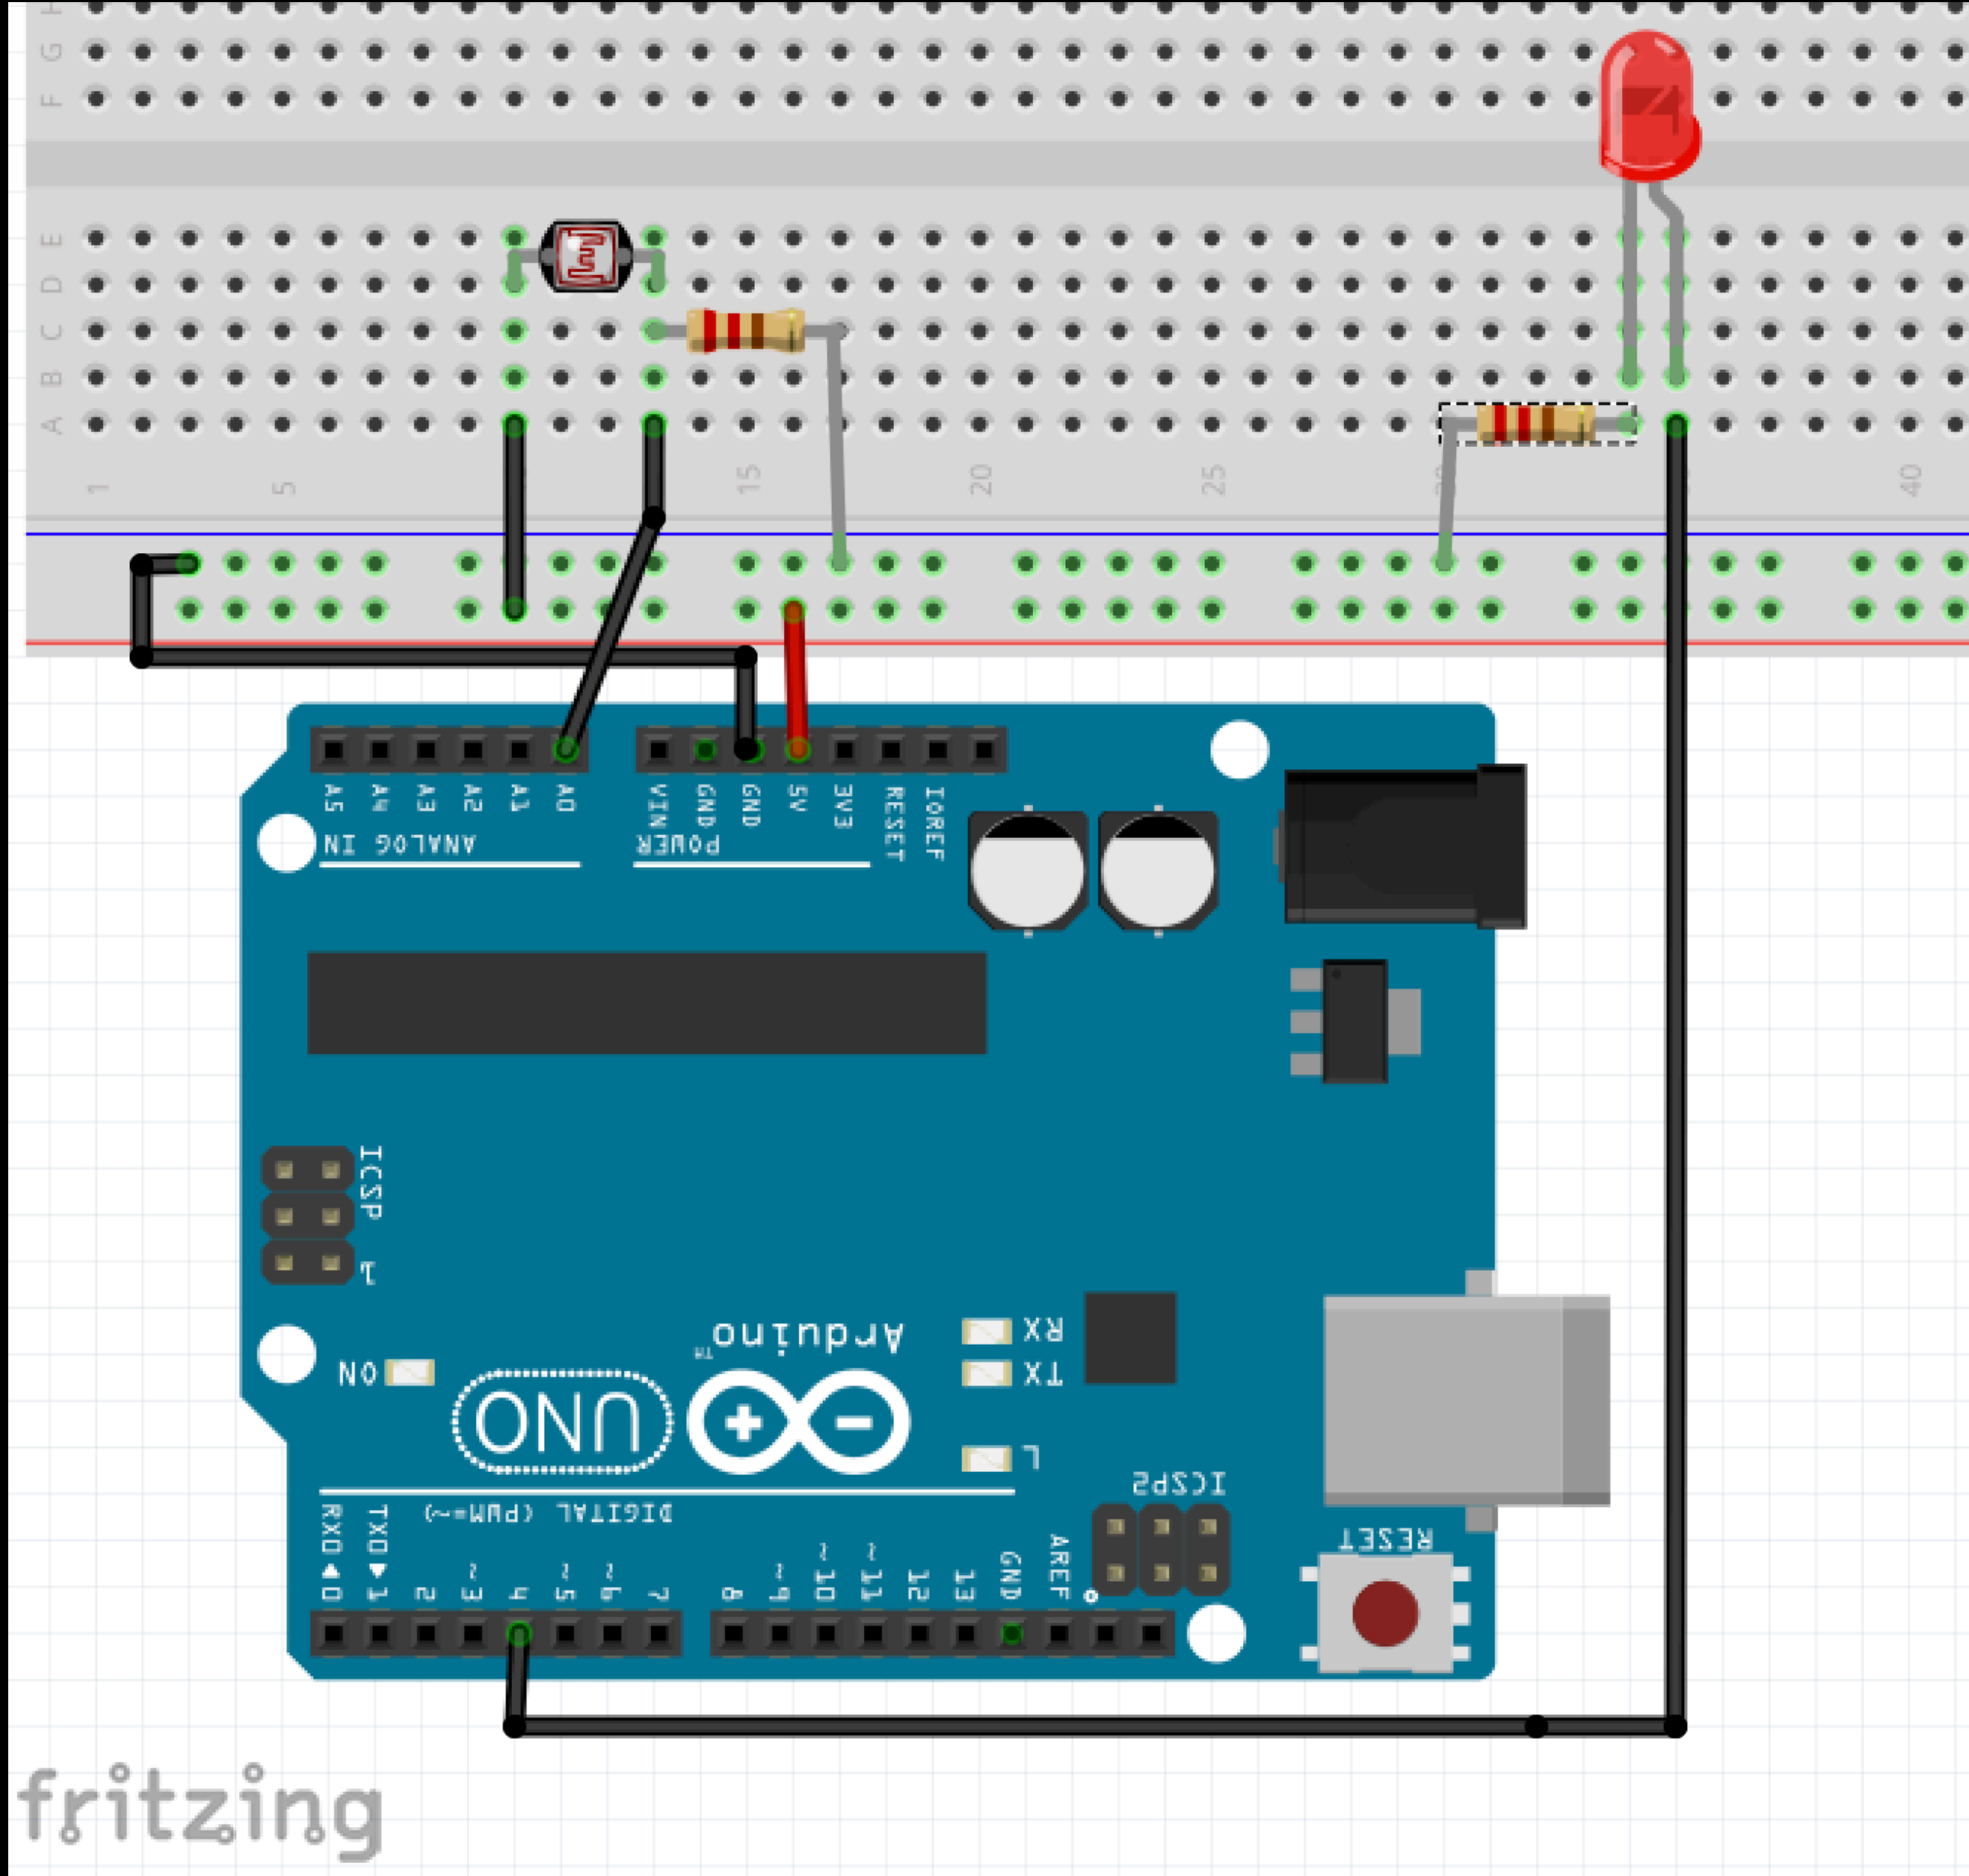 H
G
F
E
D
C
B
A
1 5 15 20 25 40
A5 A4 A3 A2 A1 A0 VIN GND GND 5V 3V3 RESET IOREF
ANALOG IN POWER
ICSP
1
Arduino
TM
RX
ON
TX
UNO
L
ICSP2
DIGITAL (PWM=~)
RESET
RX0 TX0
0 1 2 ~3 4 ~5 ~6 7 8 ~9 ~10 ~11 12 13 GND AREF
fritzing